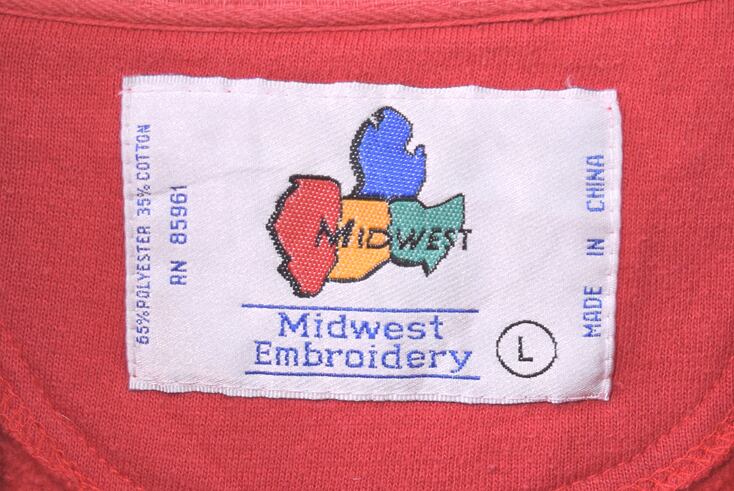 65% POLYESTER 35% COTTON
RN 85961
MIDWEST
Midwest
Embroidery
L
MADE IN CHINA